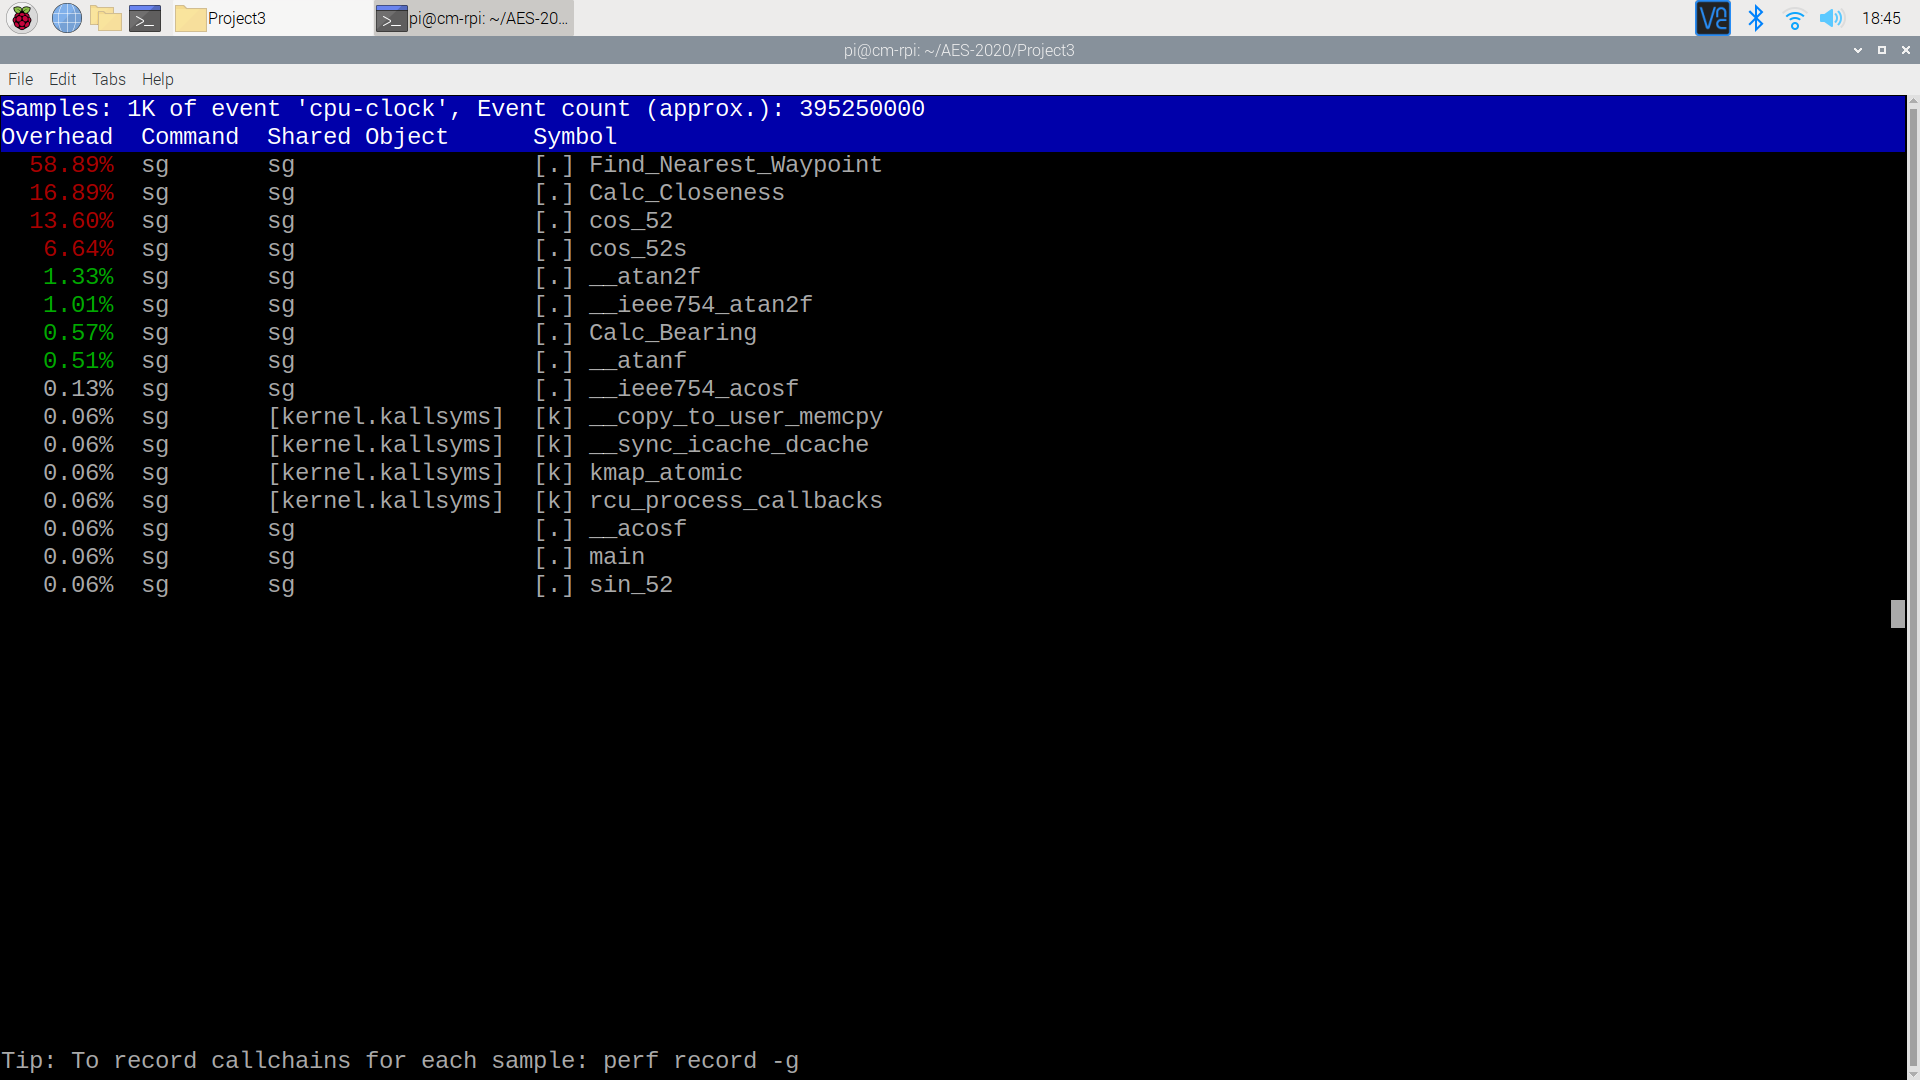 Project3 pi@cm-rpi: ~/AES-20... 18:45
pi@cm-rpi: ~/AES-2020/Project3
File Edit Tabs Help
Samples: 1K of event 'cpu-clock', Event count (approx.): 395250000
Overhead  Command  Shared Object      Symbol
58.89%  sg       sg                 [.] Find_Nearest_Waypoint
16.89%  sg       sg                 [.] Calc_Closeness
13.60%  sg       sg                 [.] cos_52
6.64%  sg       sg                 [.] cos_52s
1.33%  sg       sg                 [.] __atan2f
1.01%  sg       sg                 [.] __ieee754_atan2f
0.57%  sg       sg                 [.] Calc_Bearing
0.51%  sg       sg                 [.] __atanf
0.13%  sg       sg                 [.] __ieee754_acosf
0.06%  sg       [kernel.kallsyms]  [k] __copy_to_user_memcpy
0.06%  sg       [kernel.kallsyms]  [k] __sync_icache_dcache
0.06%  sg       [kernel.kallsyms]  [k] kmap_atomic
0.06%  sg       [kernel.kallsyms]  [k] rcu_process_callbacks
0.06%  sg       sg                 [.] __acosf
0.06%  sg       sg                 [.] main
0.06%  sg       sg                 [.] sin_52
Tip: To record callchains for each sample: perf record -g